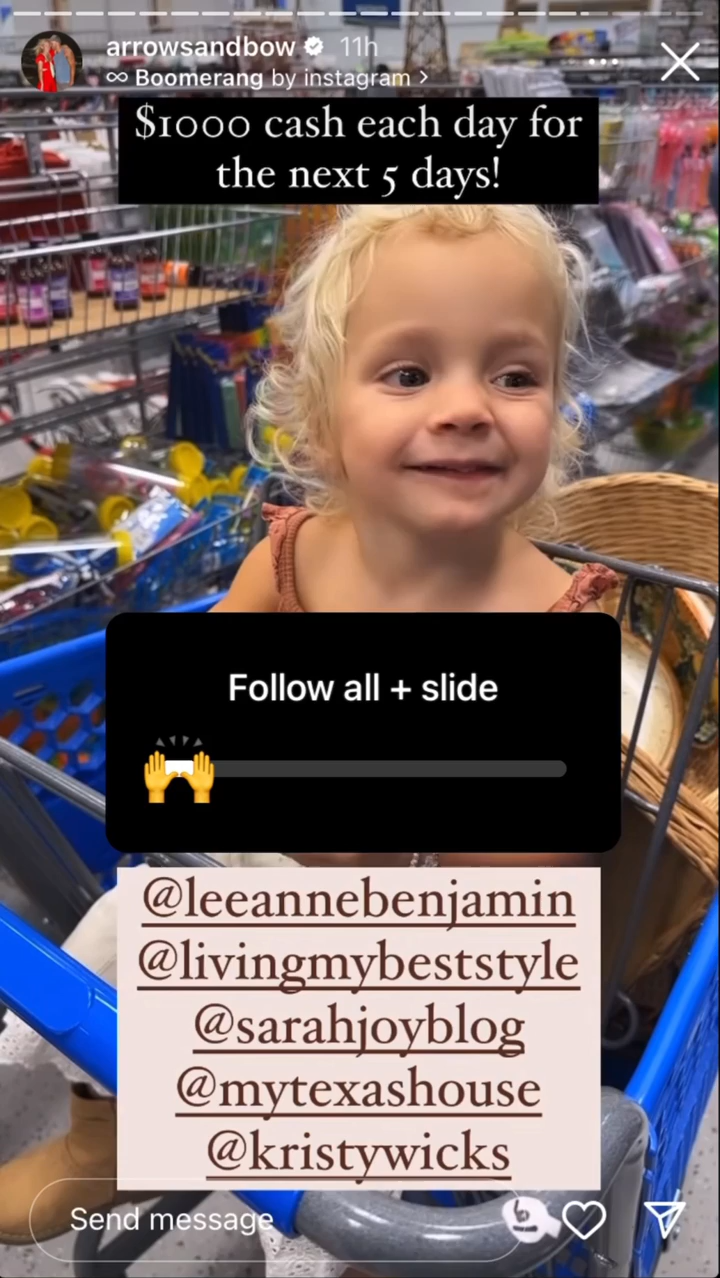 arrowsandbow 11h
∞ Boomerang by instagram >
$1000 cash each day for
the next 5 days!
Follow all + slide
@leeannebenjamin
@livingmybeststyle
@sarahjoyblog
@mytexashouse
@kristywicks
Send message